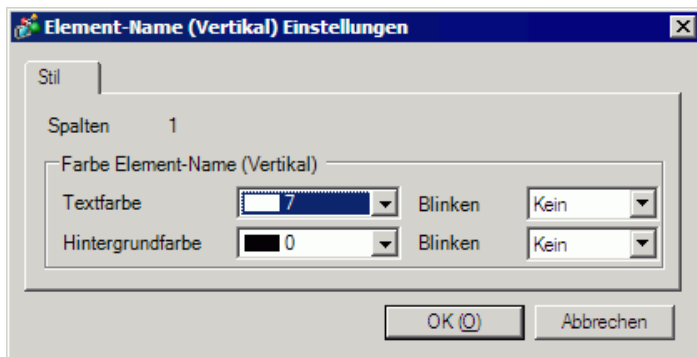 Element-Name (Vertikal) Einstellungen
Stil
Spalten 1
Farbe Element-Name (Vertikal)
Textfarbe 7 Blinken Kein
Hintergrundfarbe 0 Blinken Kein
OK (O) Abbrechen